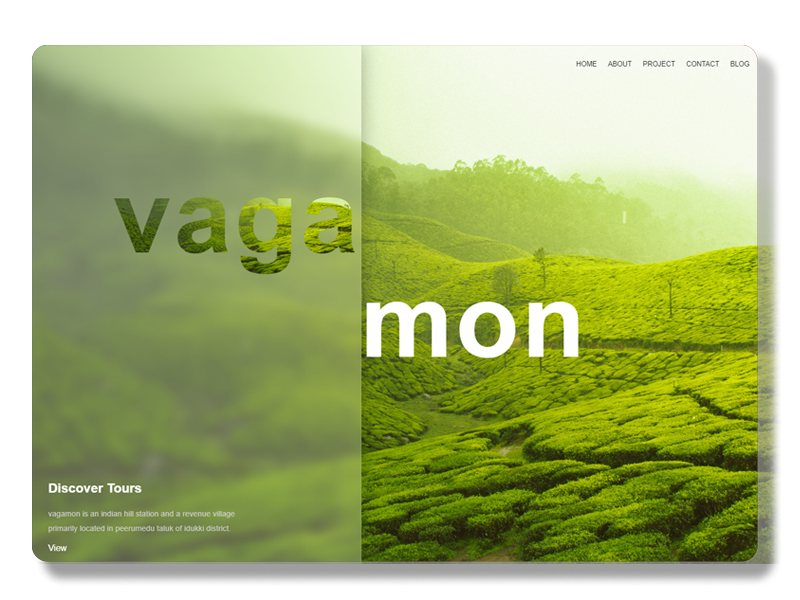 HOME ABOUT PROJECT CONTACT BLOG
vaga
mon
Discover Tours
vagamon is an indian hill station and a revenue village
primarily located in peerumedu taluk of idukki district.
View